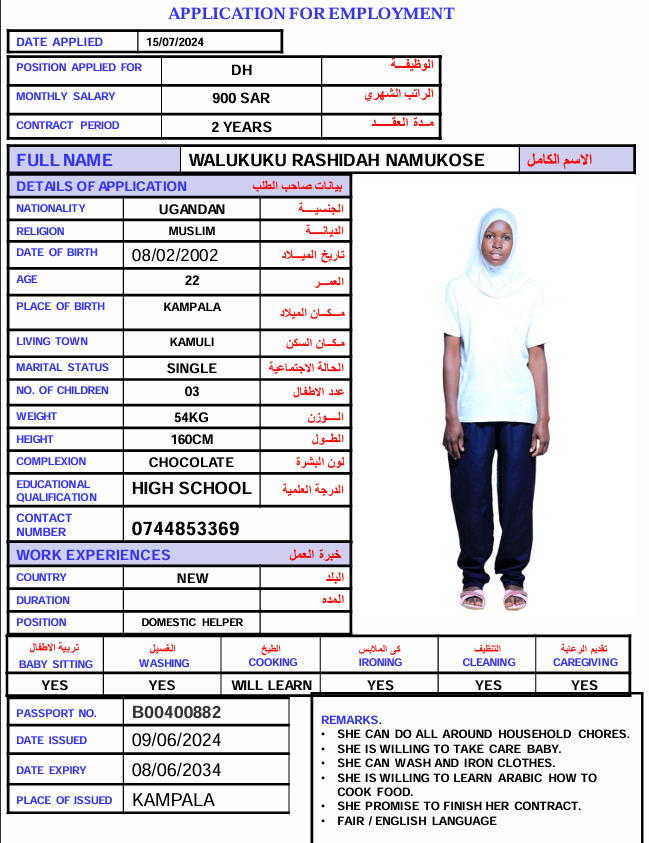 APPLICATION FOR EMPLOYMENT
DATE APPLIED 15/07/2024
POSITION APPLIED FOR DH الوظيفـــة
MONTHLY SALARY 900 SAR الراتب الشهري
CONTRACT PERIOD 2 YEARS مـدة العقـــد
FULL NAME WALUKUKU RASHIDAH NAMUKOSE الاسم الكامل
DETAILS OF APPLICATION بيانات صاحب الطلب
NATIONALITY UGANDAN الجنسيــــة
RELIGION MUSLIM الديانــــة
DATE OF BIRTH 08/02/2002 تاريخ الميـــلاد
AGE 22 العمـــر
PLACE OF BIRTH KAMPALA مــكــان الميلاد
LIVING TOWN KAMULI مـكــان السكن
MARITAL STATUS SINGLE الحالة الاجتماعية
NO. OF CHILDREN 03 عدد الاطفال
WEIGHT 54KG الــــوزن
HEIGHT 160CM الطــول
COMPLEXION CHOCOLATE لون البشرة
EDUCATIONAL QUALIFICATION HIGH SCHOOL الدرجة العلمية
CONTACT NUMBER 0744853369
WORK EXPERIENCES خبرة العمل
COUNTRY NEW البلد
DURATION المده
POSITION DOMESTIC HELPER
تربية الاطفال الغسيل الطبخ كى الملابس التنظيف تقديم الرعاية
BABY SITTING WASHING COOKING IRONING CLEANING CAREGIVING
YES YES WILL LEARN YES YES YES
PASSPORT NO. B00400882
DATE ISSUED 09/06/2024
DATE EXPIRY 08/06/2034
PLACE OF ISSUED KAMPALA
REMARKS.
• SHE CAN DO ALL AROUND HOUSEHOLD CHORES.
• SHE IS WILLING TO TAKE CARE BABY.
• SHE CAN WASH AND IRON CLOTHES.
• SHE IS WILLING TO LEARN ARABIC HOW TO
COOK FOOD.
• SHE PROMISE TO FINISH HER CONTRACT.
• FAIR / ENGLISH LANGUAGE